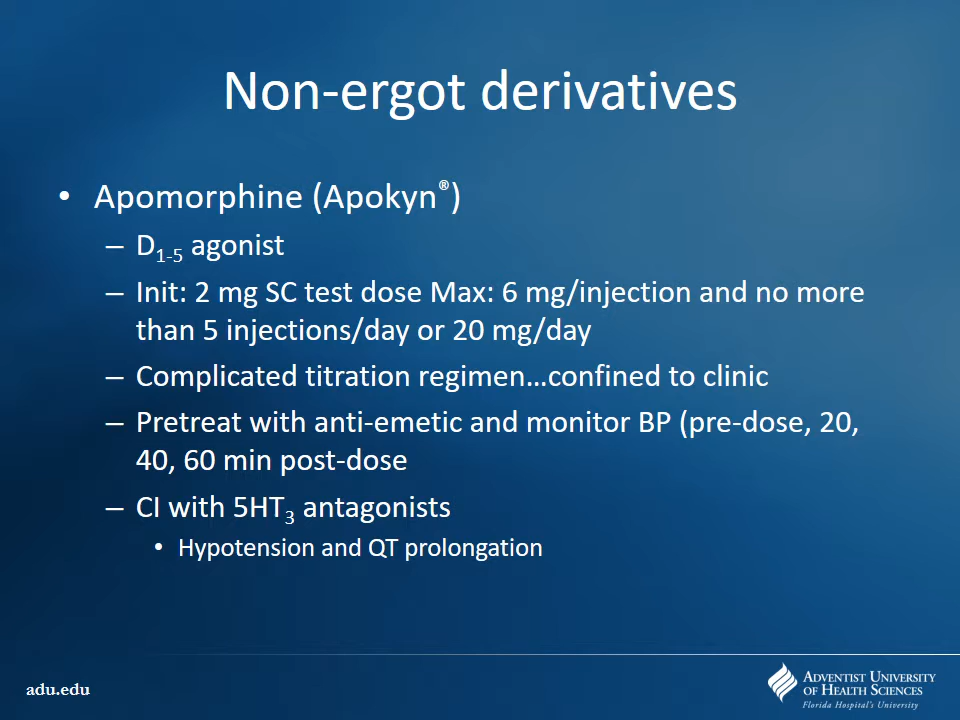 Non-ergot derivatives
• Apomorphine (Apokyn®)
– D1-5 agonist
– Init: 2 mg SC test dose Max: 6 mg/injection and no more
than 5 injections/day or 20 mg/day
– Complicated titration regimen…confined to clinic
– Pretreat with anti-emetic and monitor BP (pre-dose, 20,
40, 60 min post-dose
– CI with 5HT3 antagonists
• Hypotension and QT prolongation
adu.edu
ADVENTIST UNIVERSITY
OF HEALTH SCIENCES
Florida Hospital's University